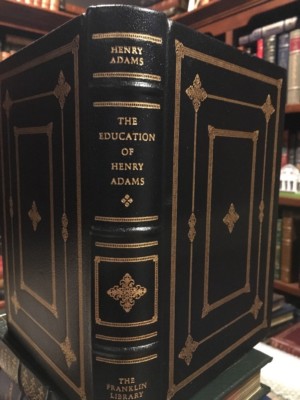 HENRY
ADAMS
THE
EDUCATION
OF
HENRY
ADAMS
THE
FRANKLIN
LIBRARY